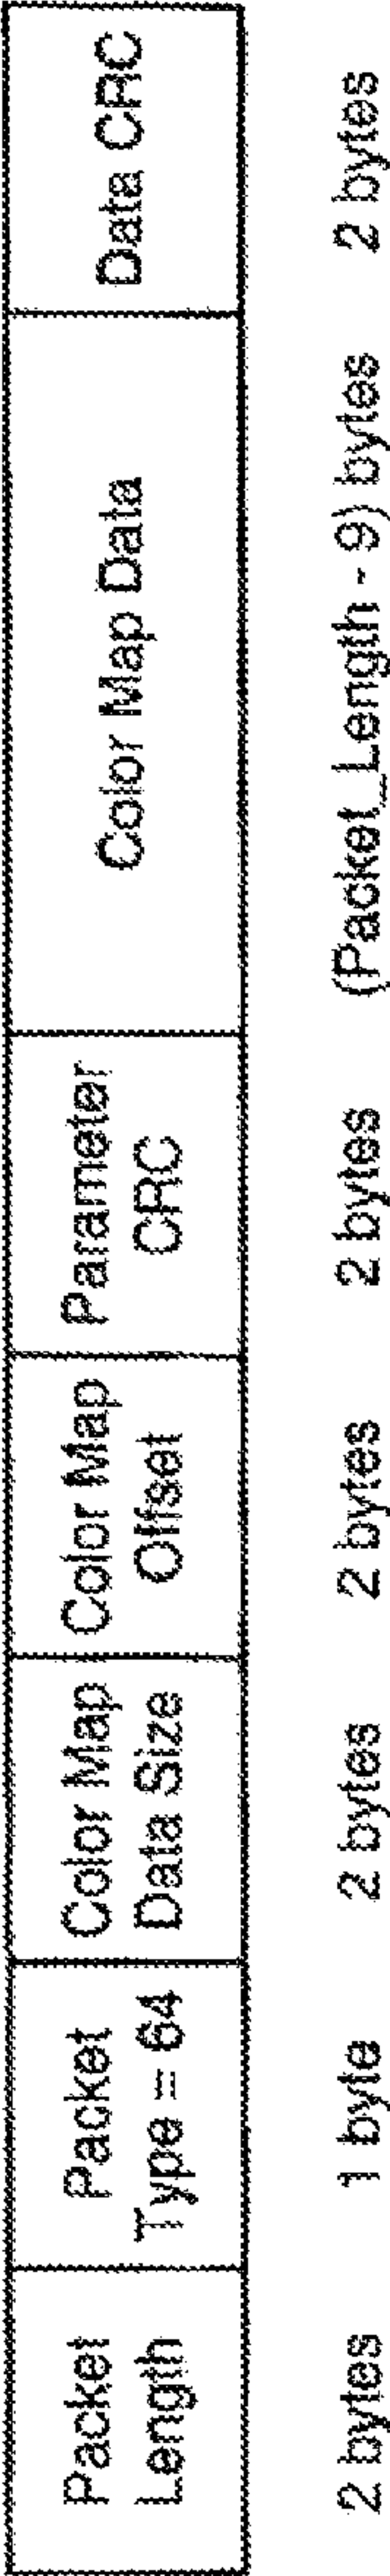 Packet
Length
Packet
Type = 64
Color Map
Data Size
Color Map
Offset
Parameter
CRC
Color Map Data
Data CRC
2 bytes
1 byte
2 bytes
2 bytes
2 bytes
(Packet_Length - 9) bytes
2 bytes